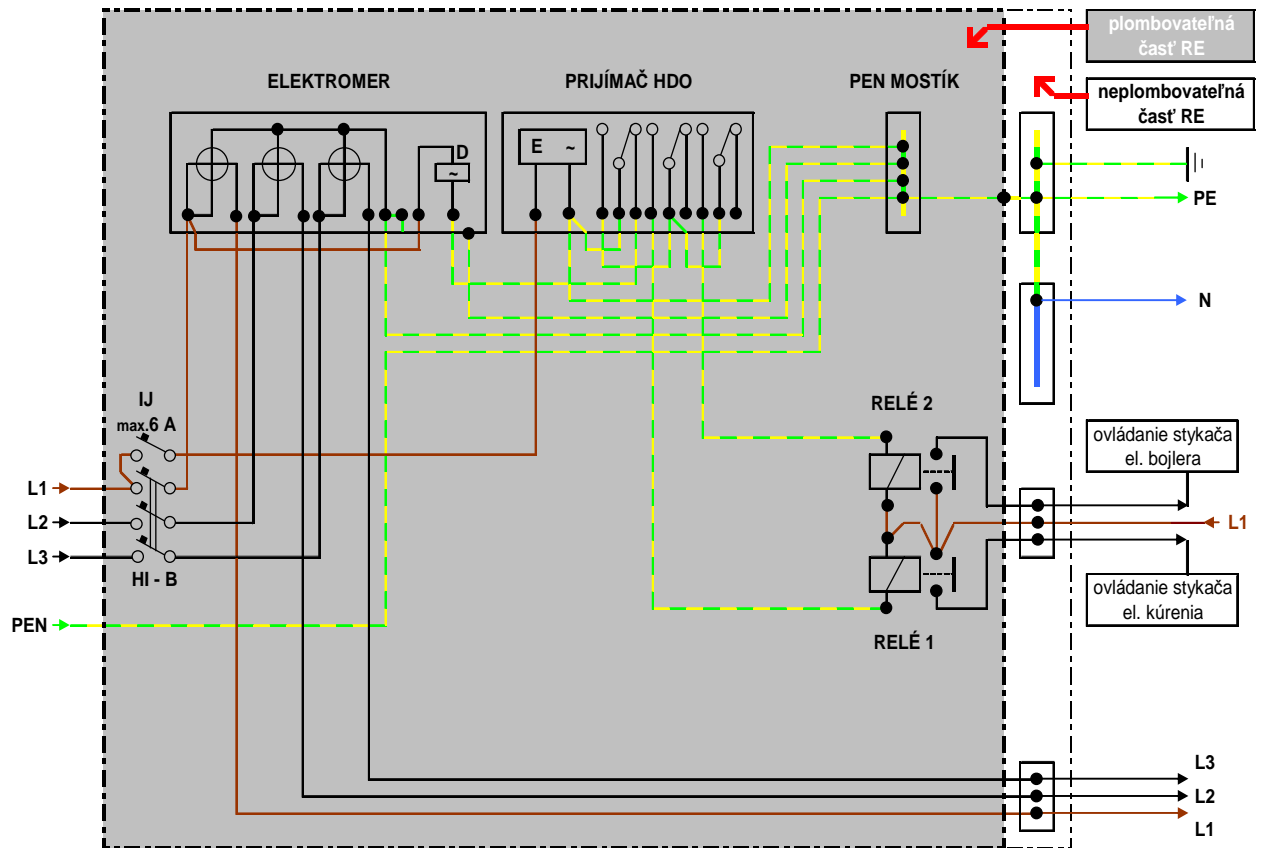 plombovateľná
časť RE
neplombovateľná
časť RE
ELEKTROMER
PRIJÍMAČ HDO
PEN MOSTÍK
D
~
E ~
PE
N
IJ
max.6 A
L1
L2
L3
HI - B
PEN
RELÉ 2
RELÉ 1
ovládanie stykača
el. bojlera
L1
ovládanie stykača
el. kúrenia
L3
L2
L1